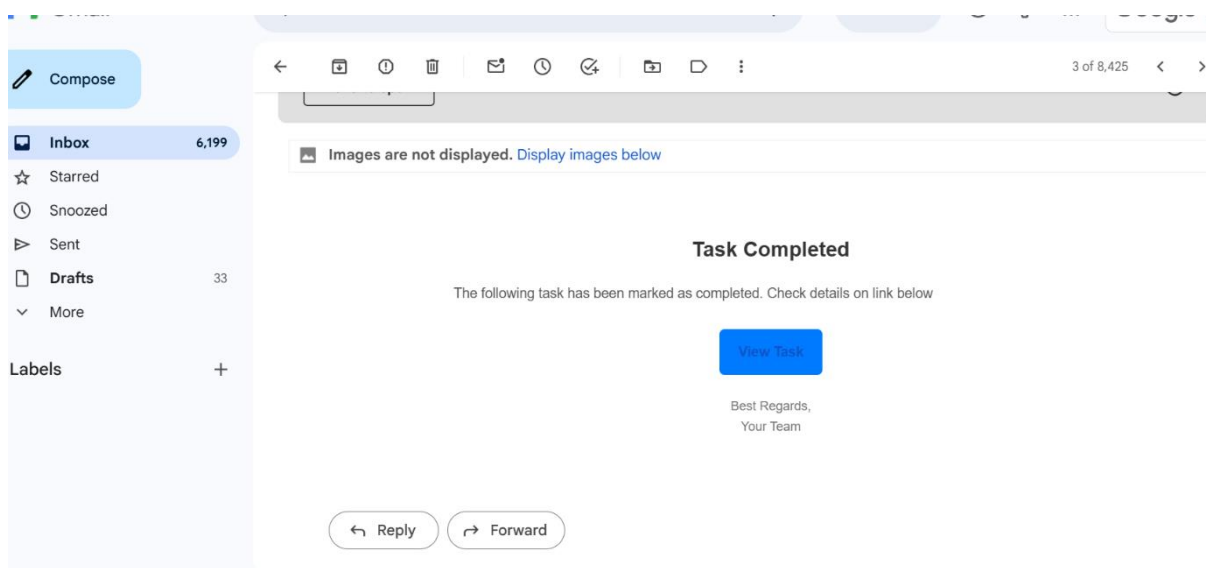 Compose
3 of 8,425
Inbox 6,199
Images are not displayed. Display images below
Starred
Snoozed
Sent
Task Completed
Drafts 33
The following task has been marked as completed. Check details on link below
More
View Task
Labels
Best Regards,
Your Team
Reply
Forward